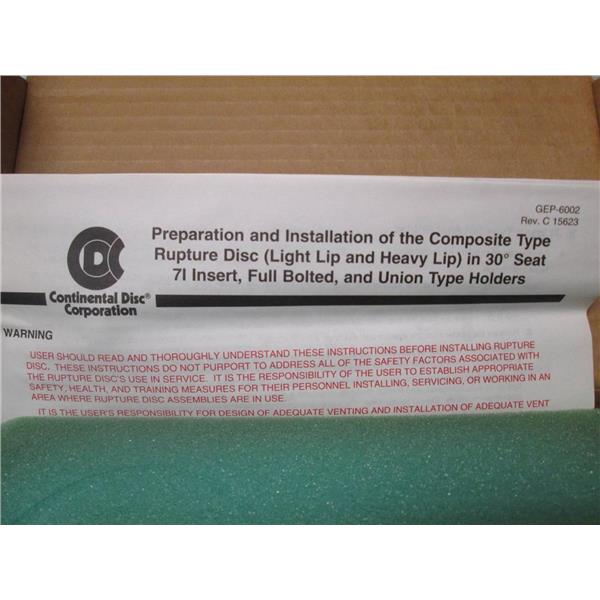 GEP-6002
Rev. C 15623
Preparation and Installation of the Composite Type
Rupture Disc (Light Lip and Heavy Lip) in 30° Seat
7I Insert, Full Bolted, and Union Type Holders
CDC
Continental Disc®
Corporation
WARNING
USER SHOULD READ AND THOROUGHLY UNDERSTAND THESE INSTRUCTIONS BEFORE INSTALLING RUPTURE
DISC. THESE INSTRUCTIONS DO NOT PURPORT TO ADDRESS ALL OF THE SAFETY FACTORS ASSOCIATED WITH
THE RUPTURE DISC'S USE IN SERVICE. IT IS THE RESPONSIBILITY OF THE USER TO ESTABLISH APPROPRIATE
SAFETY, HEALTH, AND TRAINING MEASURES FOR THEIR PERSONNEL INSTALLING, SERVICING, OR WORKING IN AN
AREA WHERE RUPTURE DISC ASSEMBLIES ARE IN USE.
IT IS THE USER'S RESPONSIBILITY FOR DESIGN OF ADEQUATE VENTING AND INSTALLATION OF ADEQUATE VENT